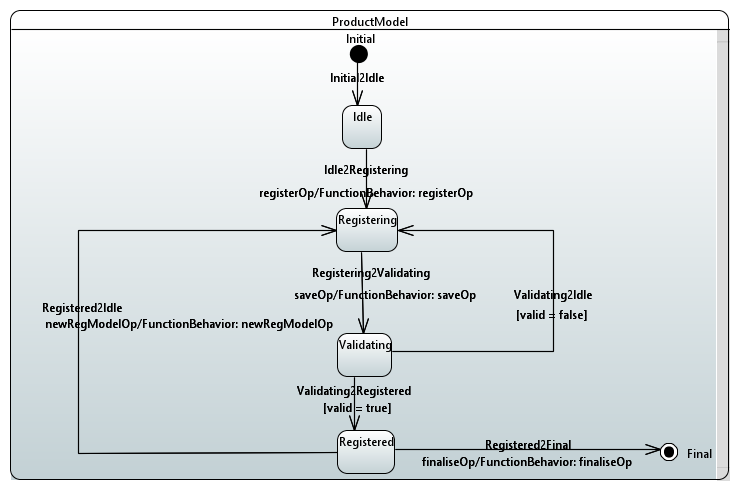 ProductModel
Initial
Initial2Idle
Idle
Idle2Registering
registerOp/FunctionBehavior: registerOp
Registering
Registering2Validating
saveOp/FunctionBehavior: saveOp
Validating2Idle
[valid = false]
Registered2Idle
newRegModelOp/FunctionBehavior: newRegModelOp
Validating
Validating2Registered
[valid = true]
Registered
Registered2Final
finaliseOp/FunctionBehavior: finaliseOp
Final